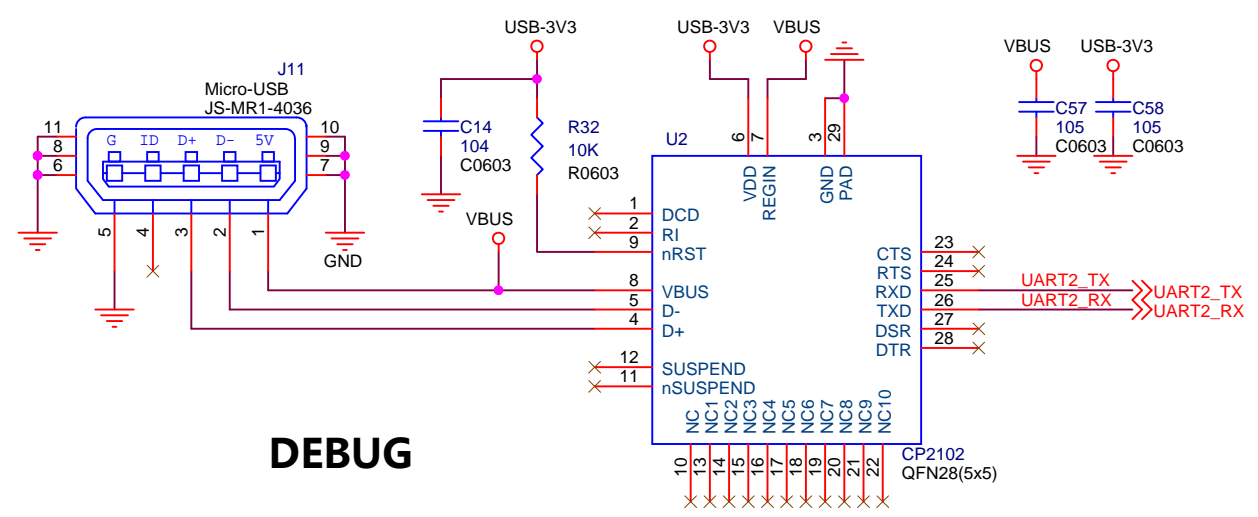 USB-3V3
USB-3V3
VBUS
VBUS
USB-3V3
J11
Micro-USB
JS-MR1-4036
11
8
6
G ID D+ D- 5V
10
9
7
5
4
3
2
1
GND
C14
104
C0603
R32
10K
R0603
VBUS
C57
105
C0603
C58
105
C0603
U2
6
7
3
29
VDD
REGIN
GND
PAD
1 DCD
2 RI
9 nRST
8 VBUS
5 D-
4 D+
12 SUSPEND
11 nSUSPEND
CTS 23
RTS 24
RXD 25 UART2_TX UART2_TX
TXD 26 UART2_RX UART2_RX
DSR 27
DTR 28
NC
NC1
NC2
NC3
NC4
NC5
NC6
NC7
NC8
NC9
NC10
10
13
14
15
16
17
18
19
20
21
22
CP2102
QFN28(5x5)
DEBUG